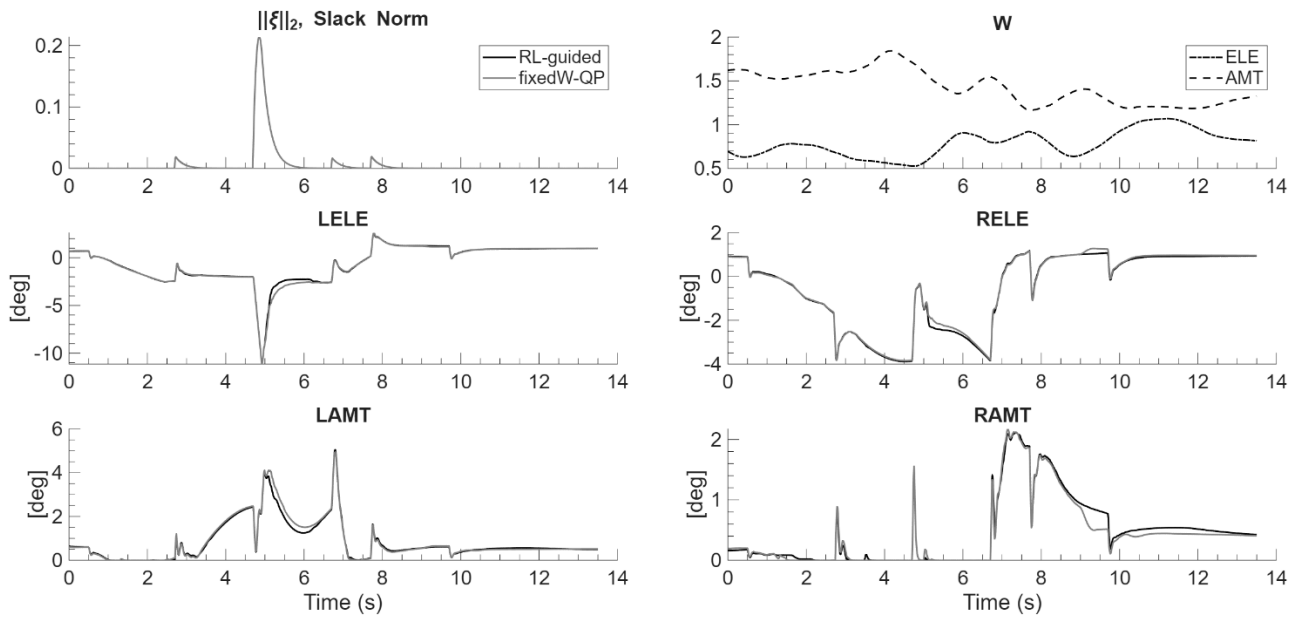 ||ξ||₂, Slack Norm
0.2
0.1
0
RL-guided
fixedW-QP
0 2 4 6 8 10 12 14
W
2
1.5
1
0.5
ELE
AMT
0 2 4 6 8 10 12 14
LELE
[deg]
0
-5
-10
0 2 4 6 8 10 12 14
RELE
[deg]
2
0
-2
-4
0 2 4 6 8 10 12 14
LAMT
[deg]
6
4
2
0
0 2 4 6 8 10 12 14
Time (s)
RAMT
[deg]
2
1
0
0 2 4 6 8 10 12 14
Time (s)